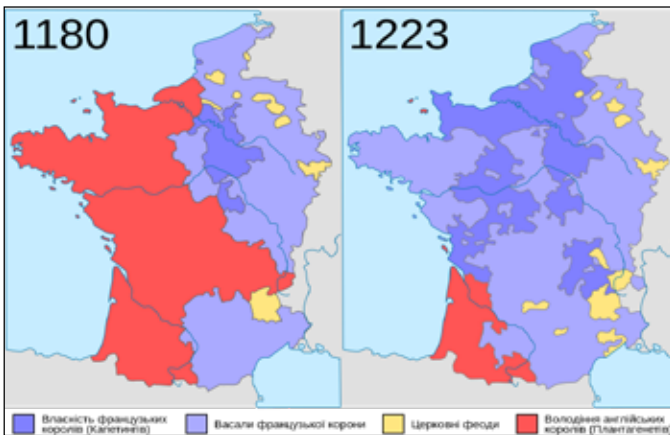 1180
1223
Власність французьких
королів (Капетингів)
Васали французької корони
Церковні феоди
Володіння англійських
королів (Плантагенетів)